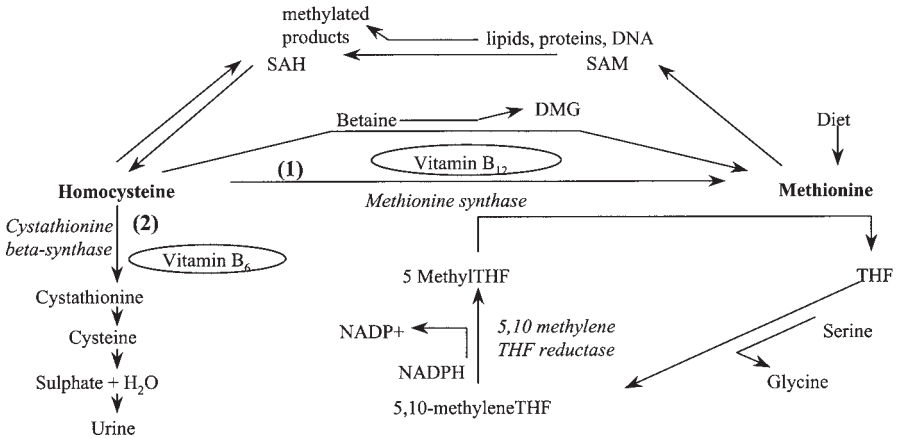 methylated
products
lipids, proteins, DNA
SAH
SAM
Betaine
DMG
Diet
(1)
Vitamin B12
Homocysteine
Methionine
Methionine synthase
Cystathionine
beta-synthase
(2)
Vitamin B6
5 MethylTHF
THF
Cystathionine
NADP+
5,10 methylene
THF reductase
Serine
Cysteine
NADPH
Glycine
Sulphate + H2O
5,10-methyleneTHF
Urine